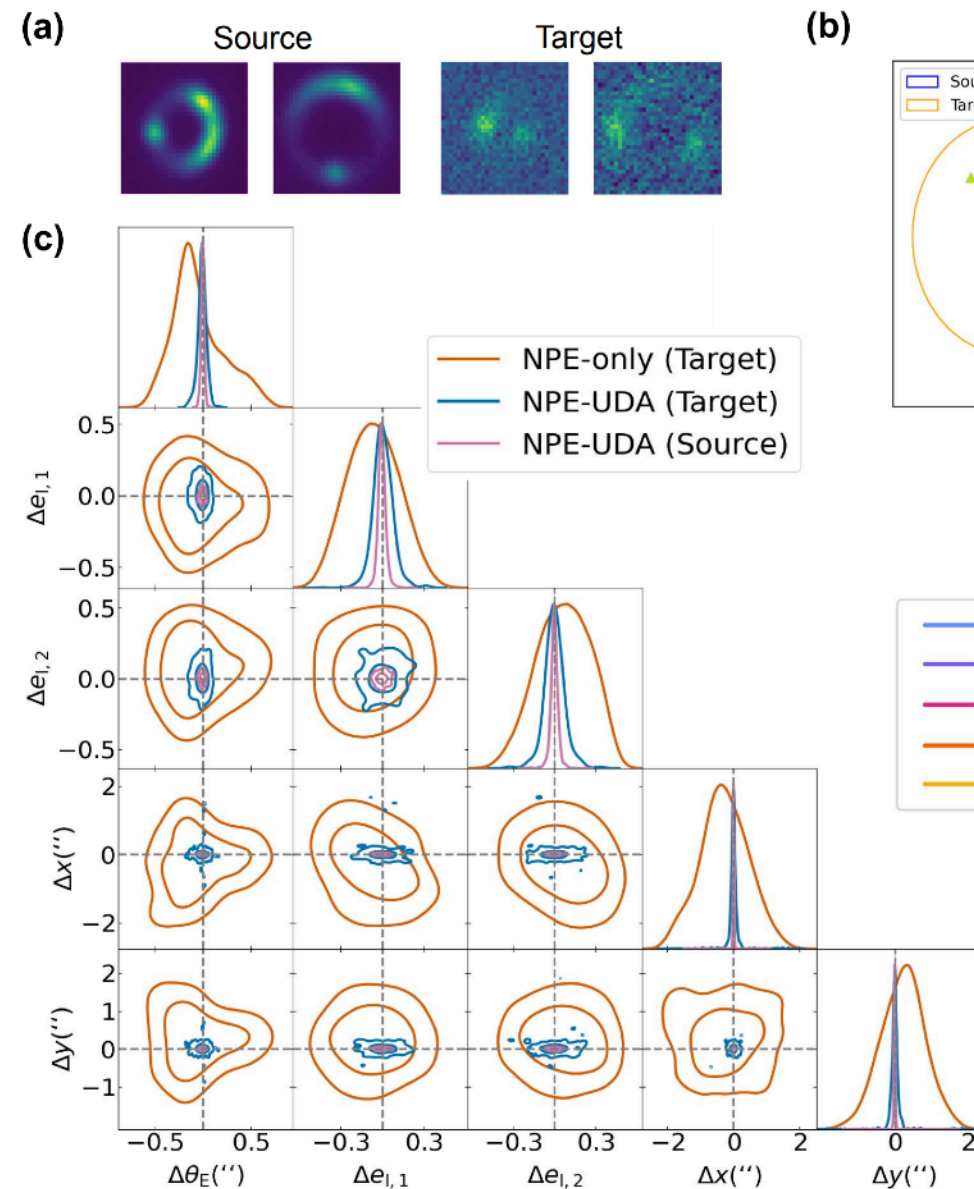 (a)
Source
Target
(b)
(c)
NPE-only (Target)
NPE-UDA (Target)
NPE-UDA (Source)
0.5
0.0
−0.5
Δe_{l,1}
0.5
0.0
−0.5
Δe_{l,2}
2
0
−2
Δx(‘‘)
2
1
0
−1
Δy(‘‘)
−0.5 0.5
−0.3 0.3
−0.3 0.3
−2 0 2
0 2
Δθ_E(‘‘)
Δe_{l,1}
Δe_{l,2}
Δx(‘‘)
Δy(‘‘)